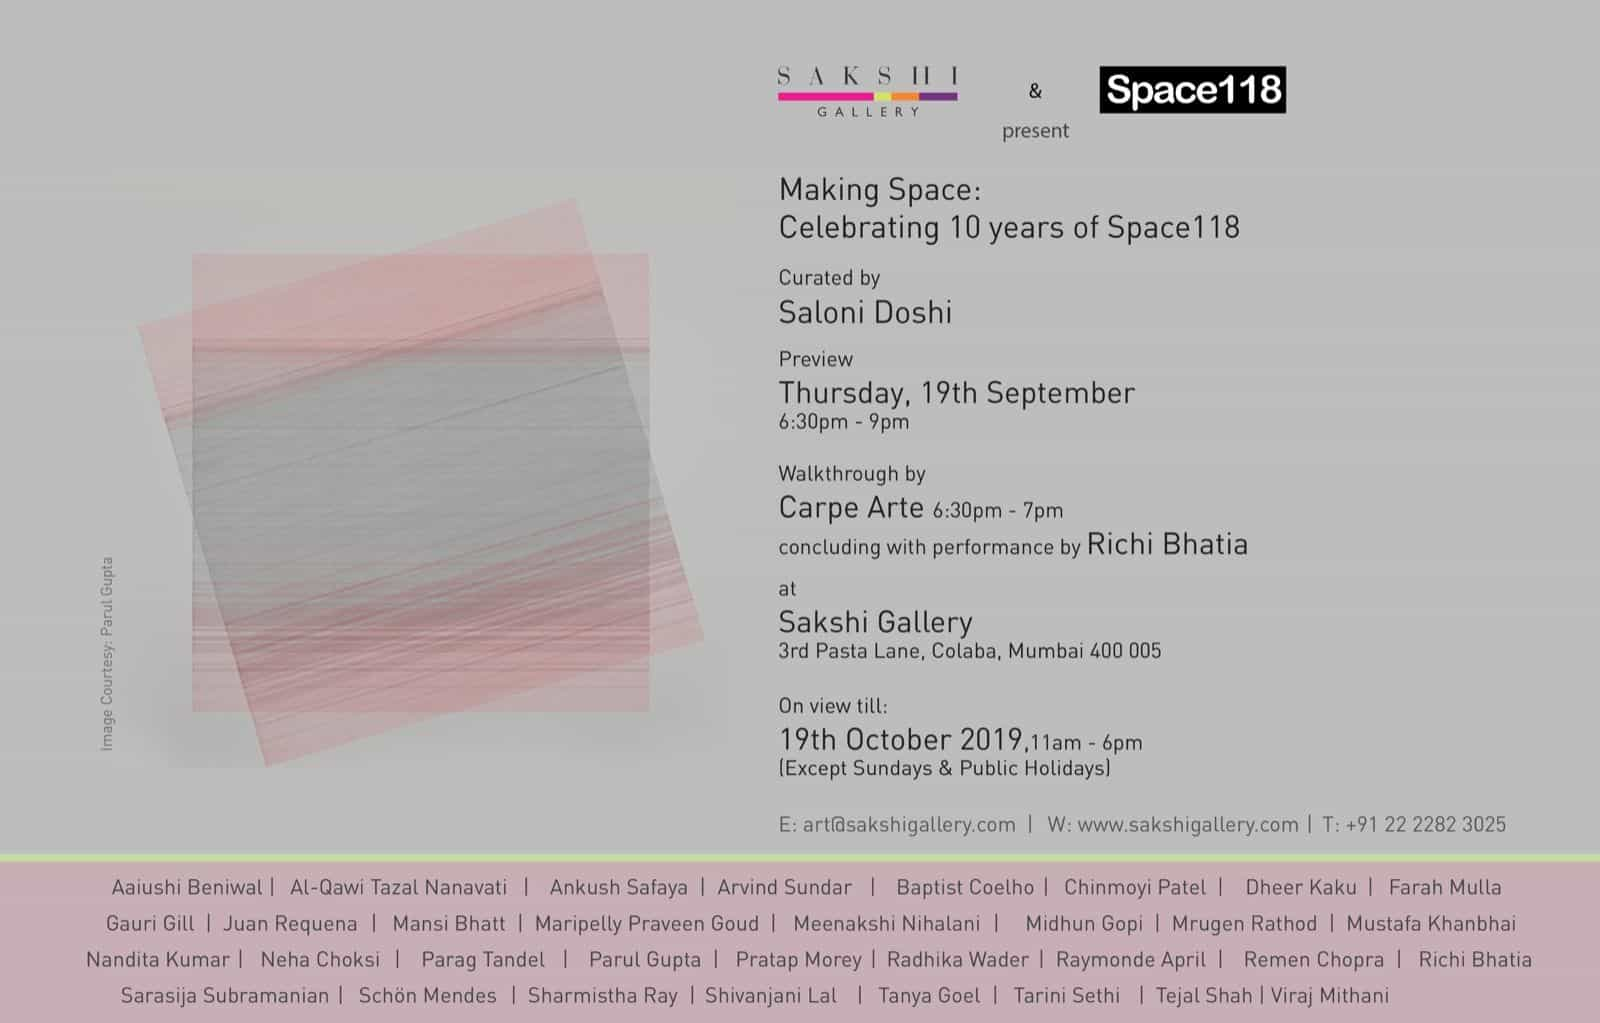 SAKSHI
GALLERY
&
present
Space118
Making Space:
Celebrating 10 years of Space118
Curated by
Saloni Doshi
Preview
Thursday, 19th September
6:30pm - 9pm
Walkthrough by
Carpe Arte 6:30pm - 7pm
concluding with performance by Richi Bhatia
at
Sakshi Gallery
3rd Pasta Lane, Colaba, Mumbai 400 005
On view till:
19th October 2019,11am - 6pm
(Except Sundays & Public Holidays)
E: art@sakshigallery.com | W: www.sakshigallery.com | T: +91 22 2282 3025
Image Courtesy: Parul Gupta
Aaiushi Beniwal | Al-Qawi Tazal Nanavati | Ankush Safaya | Arvind Sundar | Baptist Coelho | Chinmoyi Patel | Dheer Kaku | Farah Mulla
Gauri Gill | Juan Requena | Mansi Bhatt | Maripelly Praveen Goud | Meenakshi Nihalani | Midhun Gopi | Mrugen Rathod | Mustafa Khanbhai
Nandita Kumar | Neha Choksi | Parag Tandel | Parul Gupta | Pratap Morey | Radhika Wader | Raymonde April | Remen Chopra | Richi Bhatia
Sarasija Subramanian | Schön Mendes | Sharmistha Ray | Shivanjani Lal | Tanya Goel | Tarini Sethi | Tejal Shah | Viraj Mithani